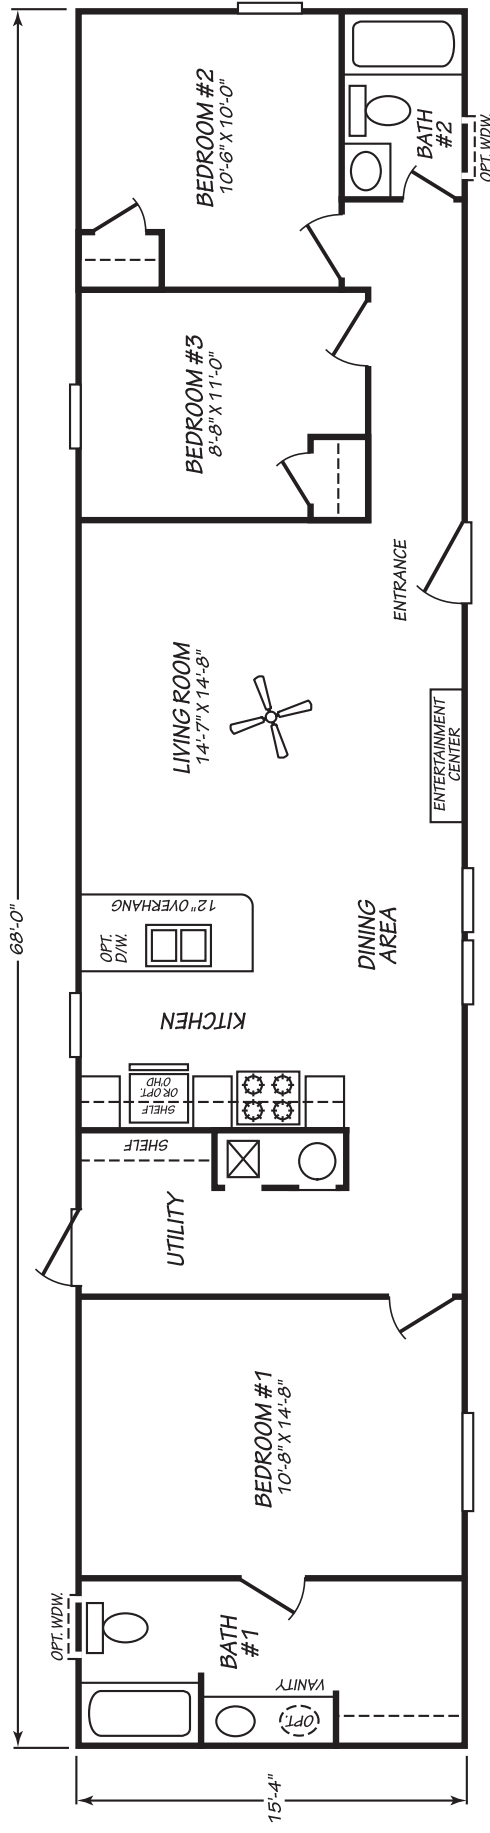 BEDROOM #2
10'-6" X 10'-0"
BATH
#2
OPT. WDW.
BEDROOM #3
8'-8" X 11'-0"
ENTRANCE
LIVING ROOM
14'-7" X 14'-8"
ENTERTAINMENT
CENTER
68'-0"
12" OVERHANG
OPT.
D/W.
DINING
AREA
KITCHEN
SHELF
OR OPT.
O'HD
SHELF
UTILITY
BEDROOM #1
10'-8" X 14'-8"
OPT. WDW.
BATH
#1
VANITY
OPT.
15'-4"